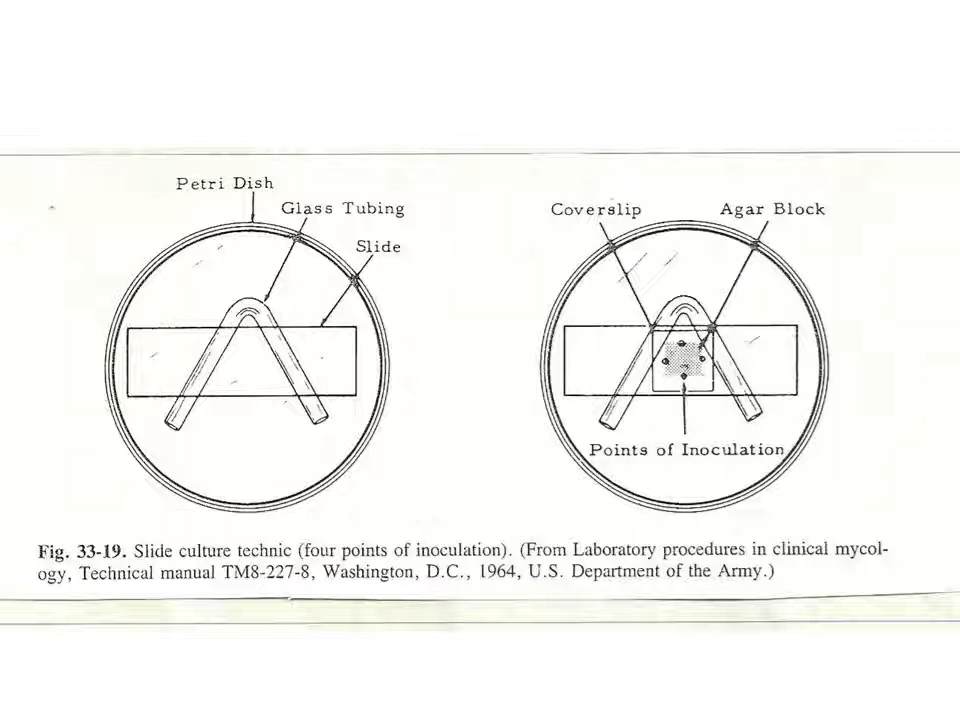 Petri Dish
Glass Tubing
Slide
Coverslip
Agar Block
Points of Inoculation
Fig. 33-19. Slide culture technic (four points of inoculation). (From Laboratory procedures in clinical mycol-
ogy, Technical manual TM8-227-8, Washington, D.C., 1964, U.S. Department of the Army.)